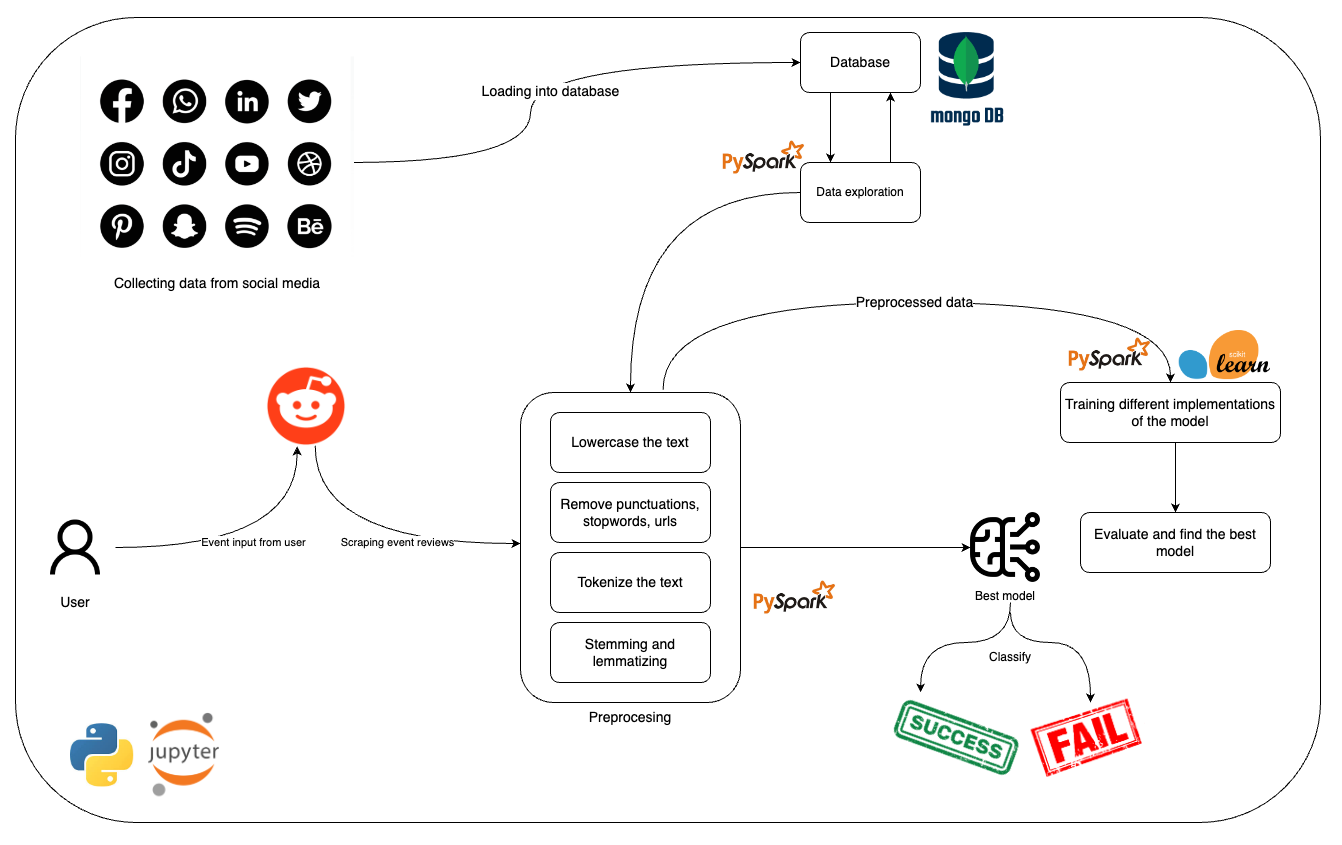 Database
mongo DB
Loading into database
in
Bē
PySpark
Data exploration
Collecting data from social media
Preprocessed data
PySpark
scikit
learn
Training different implementations
of the model
Lowercase the text
Remove punctuations,
stopwords, urls
Tokenize the text
Stemming and
lemmatizing
Preprocesing
Event input from user
Scraping event reviews
User
Evaluate and find the best
model
PySpark
Best model
Classify
SUCCESS
FAIL
jupyter